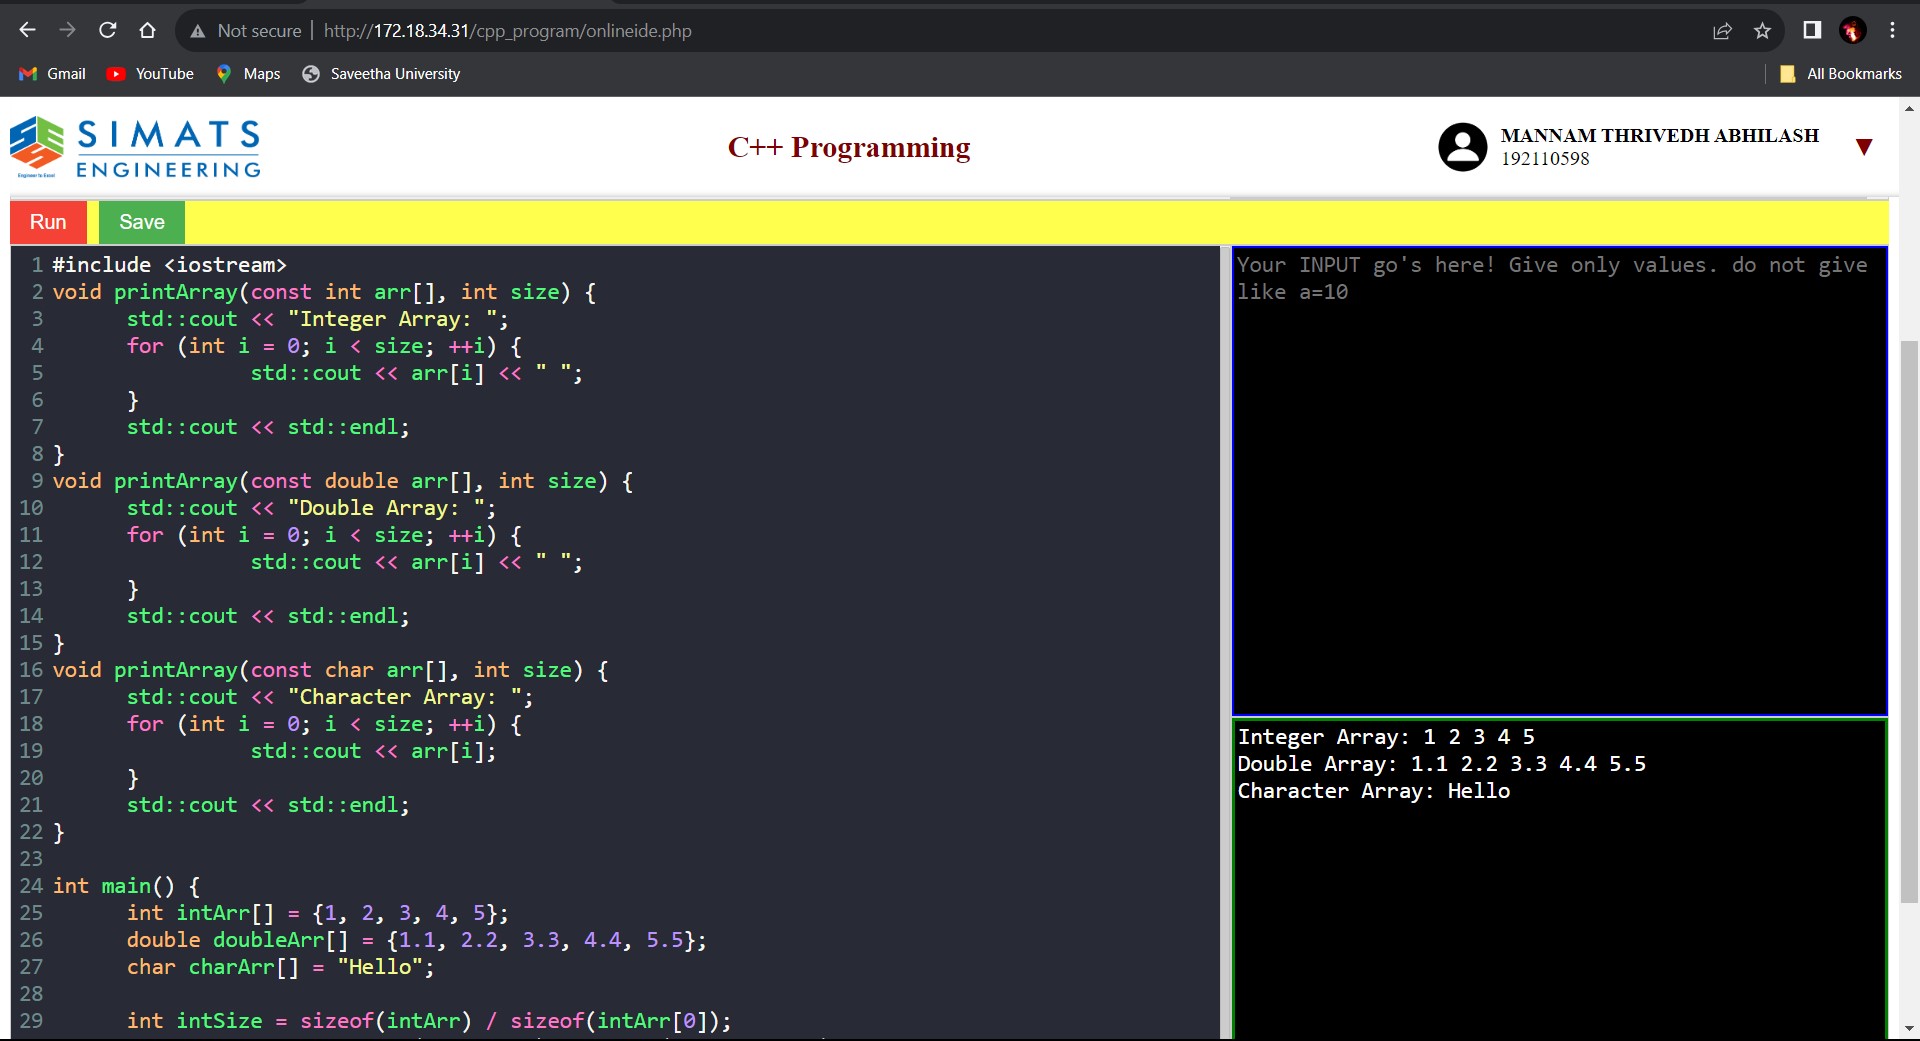 Not secure | http://172.18.34.31/cpp_program/onlineide.php
Gmail YouTube Maps Saveetha University All Bookmarks
SIMATS
ENGINEERING
Engineer to Excel
C++ Programming
MANNAM THRIVEDH ABHILASH
192110598
Run Save
1 #include <iostream>
2 void printArray(const int arr[], int size) {
3 std::cout << "Integer Array: ";
4 for (int i = 0; i < size; ++i) {
5 std::cout << arr[i] << " ";
6 }
7 std::cout << std::endl;
8 }
9 void printArray(const double arr[], int size) {
10 std::cout << "Double Array: ";
11 for (int i = 0; i < size; ++i) {
12 std::cout << arr[i] << " ";
13 }
14 std::cout << std::endl;
15 }
16 void printArray(const char arr[], int size) {
17 std::cout << "Character Array: ";
18 for (int i = 0; i < size; ++i) {
19 std::cout << arr[i];
20 }
21 std::cout << std::endl;
22 }
23
24 int main() {
25 int intArr[] = {1, 2, 3, 4, 5};
26 double doubleArr[] = {1.1, 2.2, 3.3, 4.4, 5.5};
27 char charArr[] = "Hello";
28
29 int intSize = sizeof(intArr) / sizeof(intArr[0]);
Your INPUT go's here! Give only values. do not give
like a=10
Integer Array: 1 2 3 4 5
Double Array: 1.1 2.2 3.3 4.4 5.5
Character Array: Hello